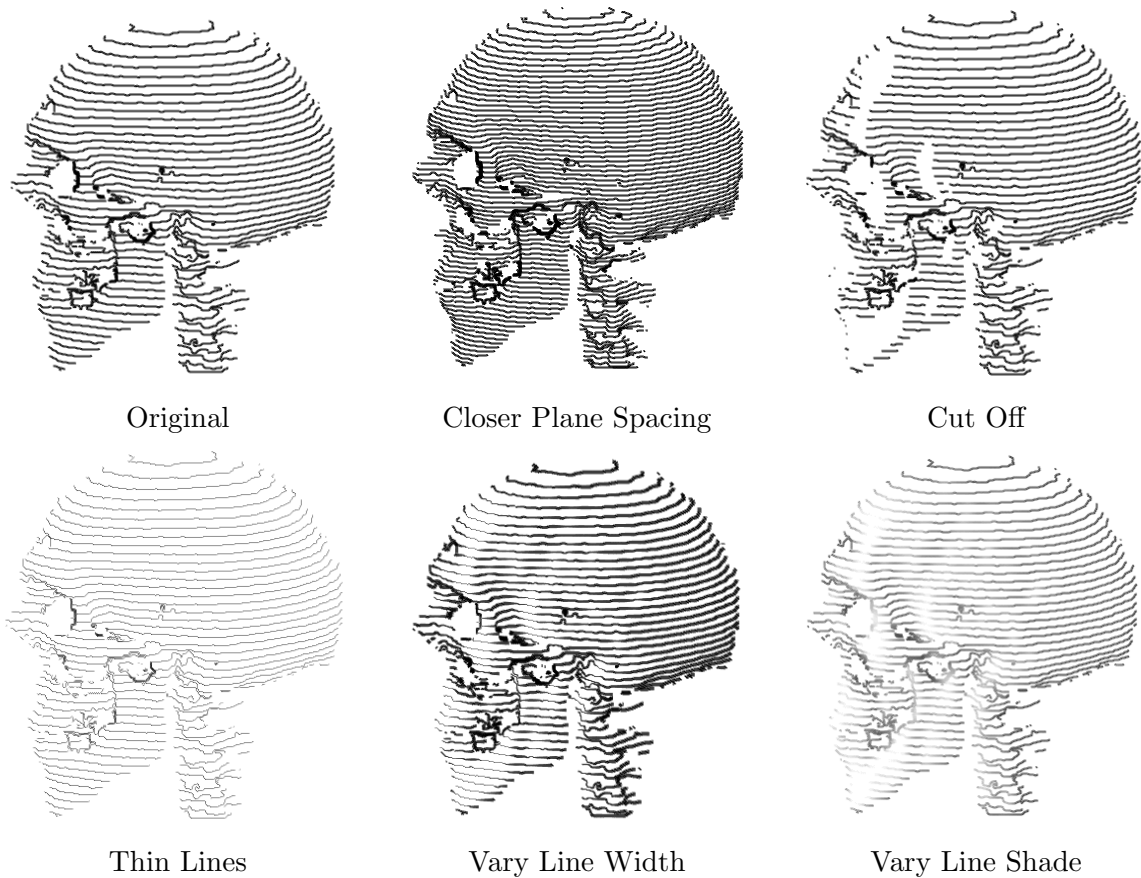 Original
Closer Plane Spacing
Cut Off
Thin Lines
Vary Line Width
Vary Line Shade